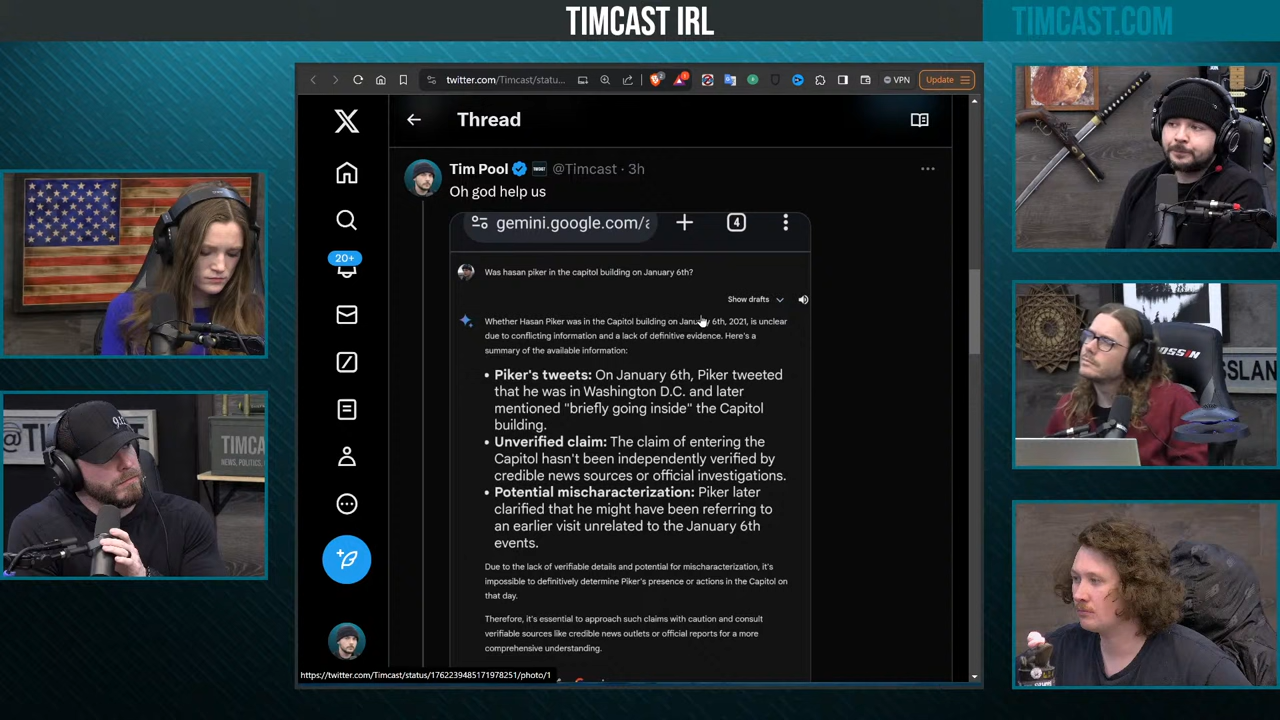 TIMCAST IRL
TIMCAST.COM
twitter.com/Timcast/statu...
VPN
Update
Thread
Tim Pool @Timcast · 3h
Oh god help us
20+
gemini.google.com/a
4
Was hasan piker in the capitol building on January 6th?
Show drafts
Whether Hasan Piker was in the Capitol building on January 6th, 2021, is unclear
due to conflicting information and a lack of definitive evidence. Here's a
summary of the available information:
• Piker's tweets: On January 6th, Piker tweeted
that he was in Washington D.C. and later
mentioned "briefly going inside" the Capitol
building.
• Unverified claim: The claim of entering the
Capitol hasn't been independently verified by
credible news sources or official investigations.
• Potential mischaracterization: Piker later
clarified that he might have been referring to
an earlier visit unrelated to the January 6th
events.
Due to the lack of verifiable details and potential for mischaracterization, it's
impossible to definitively determine Piker's presence or actions in the Capitol on
that day.
Therefore, it's essential to approach such claims with caution and consult
verifiable sources like credible news outlets or official reports for a more
comprehensive understanding.
https://twitter.com/Timcast/status/1762239485171978251/photo/1
TIMCAST